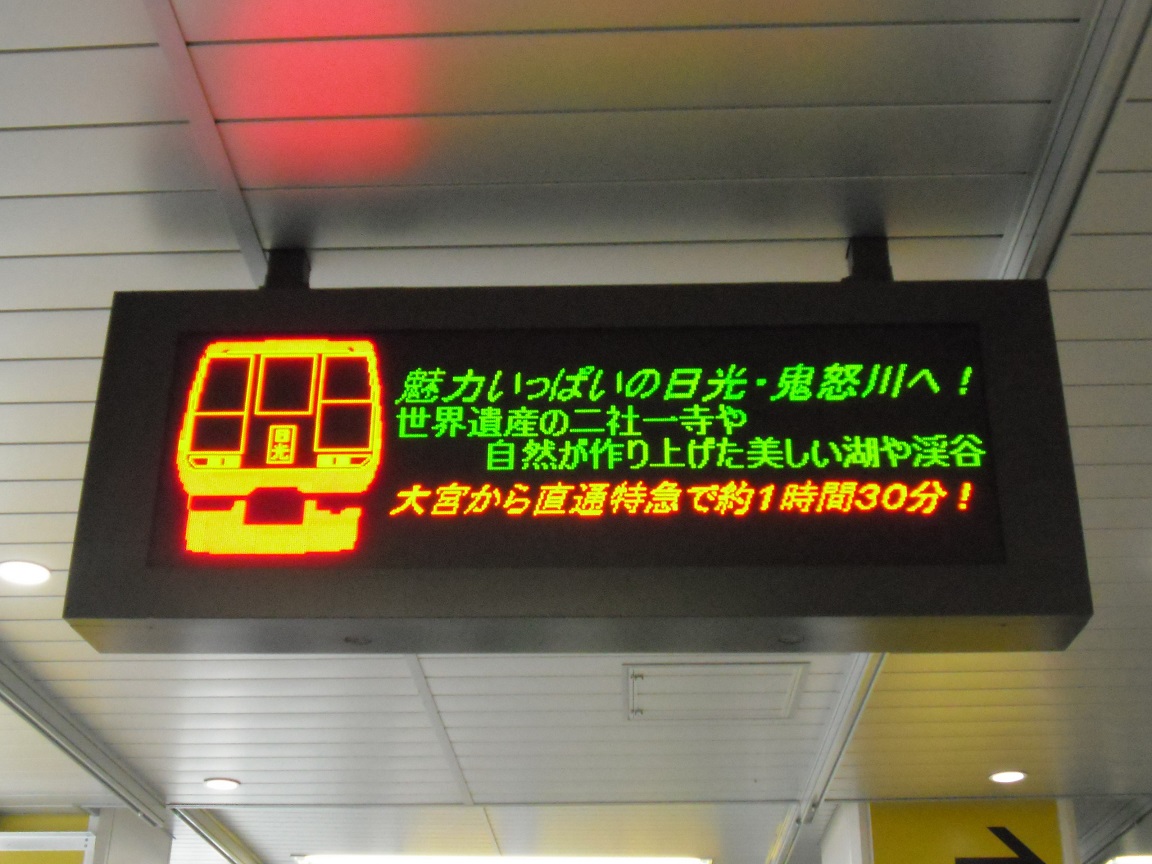 魅力いっぱいの日光・鬼怒川へ！
世界遺産の二社一寺や
自然が作り上げた美しい湖や渓谷
大宮から直通特急で約1時間30分！
日光